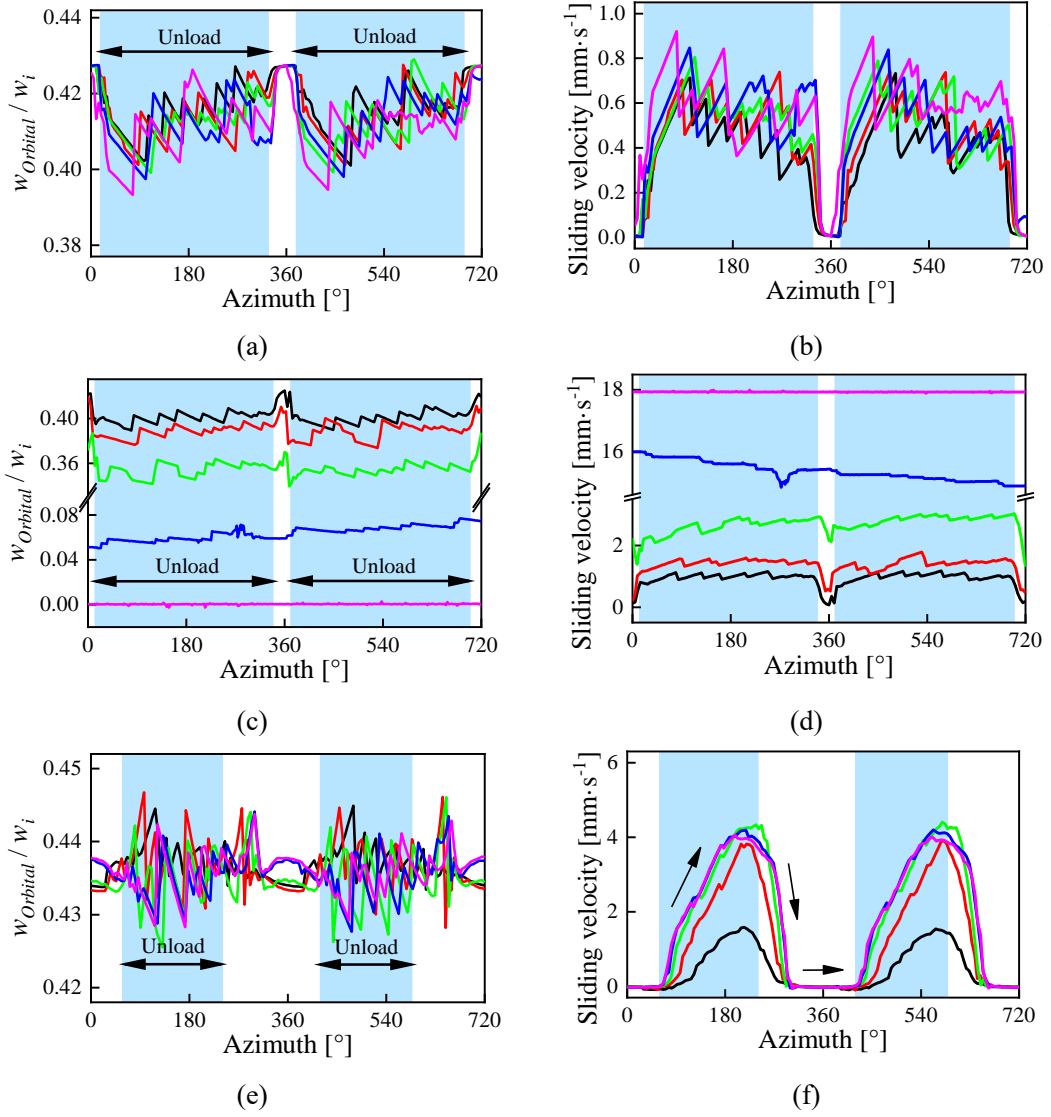 0.44
0.42
0.40
0.38
w_Orbital / w_i
Unload
Unload
0
180
360
540
720
Azimuth [°]
(a)
1.0
0.8
0.6
0.4
0.2
0.0
Sliding velocity [mm·s⁻¹]
0
180
360
540
720
Azimuth [°]
(b)
0.40
0.36
0.08
0.04
0.00
w_Orbital / w_i
Unload
Unload
0
180
360
540
720
Azimuth [°]
(c)
18
16
2
0
Sliding velocity [mm·s⁻¹]
0
180
360
540
720
Azimuth [°]
(d)
0.45
0.44
0.43
0.42
w_Orbital / w_i
Unload
Unload
0
180
360
540
720
Azimuth [°]
(e)
6
4
2
0
Sliding velocity [mm·s⁻¹]
0
180
360
540
720
Azimuth [°]
(f)